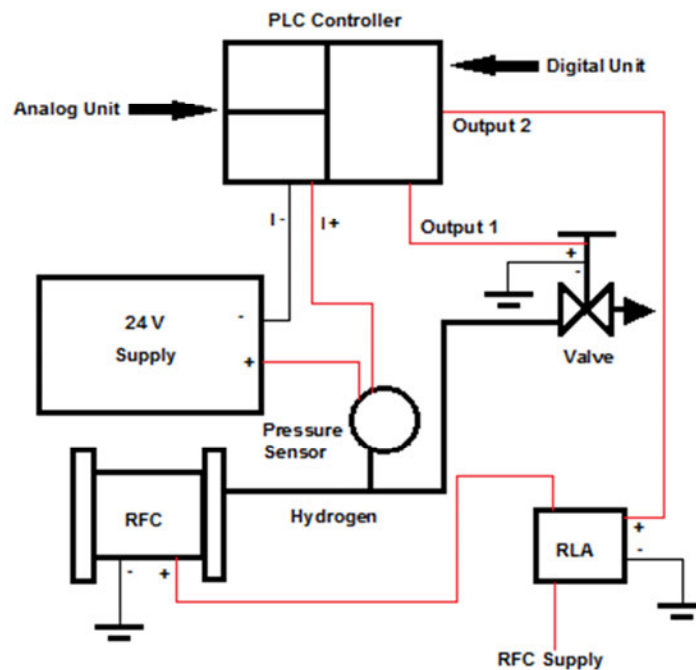 PLC Controller
Digital Unit
Analog Unit
Output 2
I -
I+
Output 1
+
-
24 V
Supply
-
+
Valve
Pressure
Sensor
RFC
Hydrogen
- +
RLA
+
-
RFC Supply